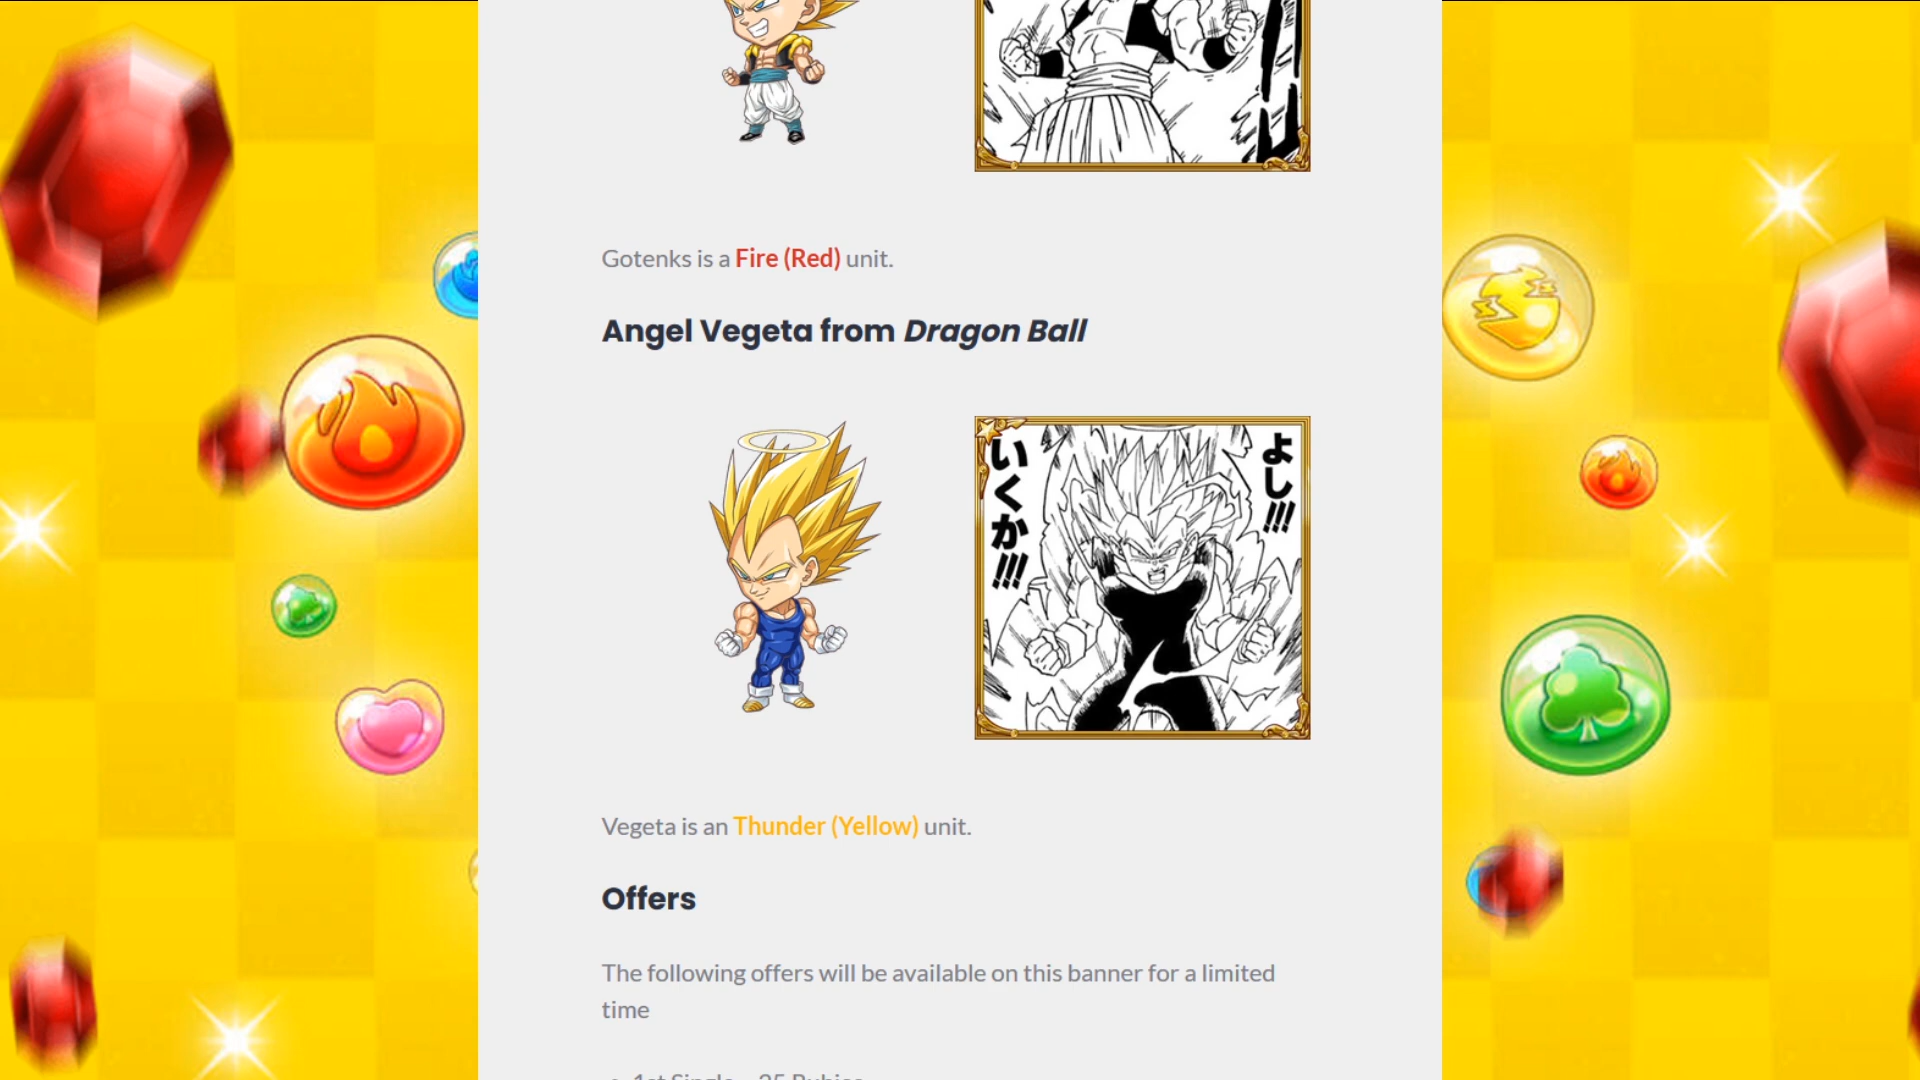 Gotenks is a Fire (Red) unit.
Angel Vegeta from Dragon Ball
よし!!!
いくか!!!
Vegeta is an Thunder (Yellow) unit.
Offers
The following offers will be available on this banner for a limited
time